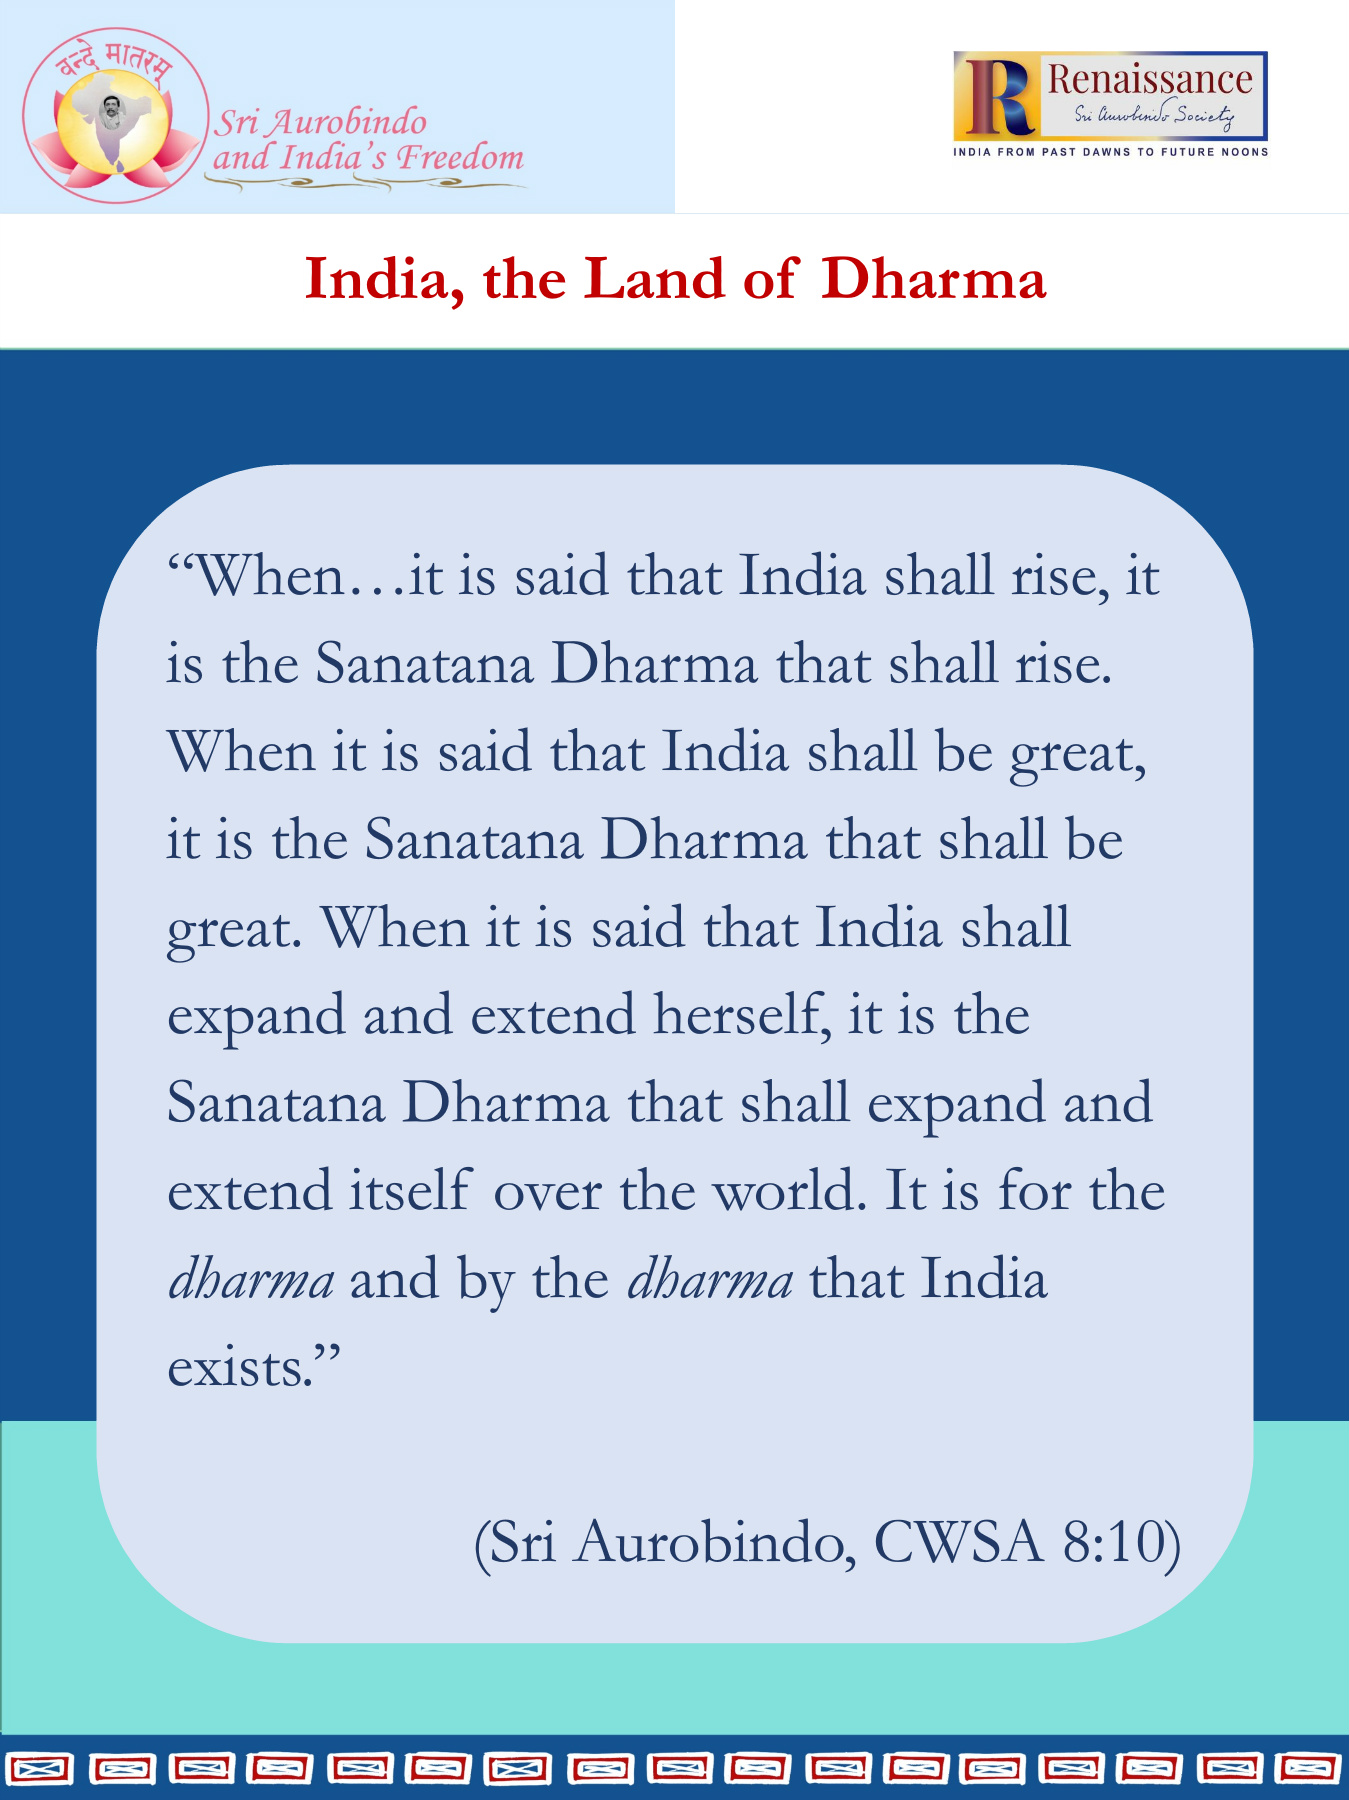 वन्दे मातरम्
Sri Aurobindo
and India's Freedom
R
Renaissance
Sri Aurobindo Society
INDIA FROM PAST DAWNS TO FUTURE NOONS
India, the Land of Dharma
“When…it is said that India shall rise, it
is the Sanatana Dharma that shall rise.
When it is said that India shall be great,
it is the Sanatana Dharma that shall be
great. When it is said that India shall
expand and extend herself, it is the
Sanatana Dharma that shall expand and
extend itself over the world. It is for the
dharma and by the dharma that India
exists.”
(Sri Aurobindo, CWSA 8:10)